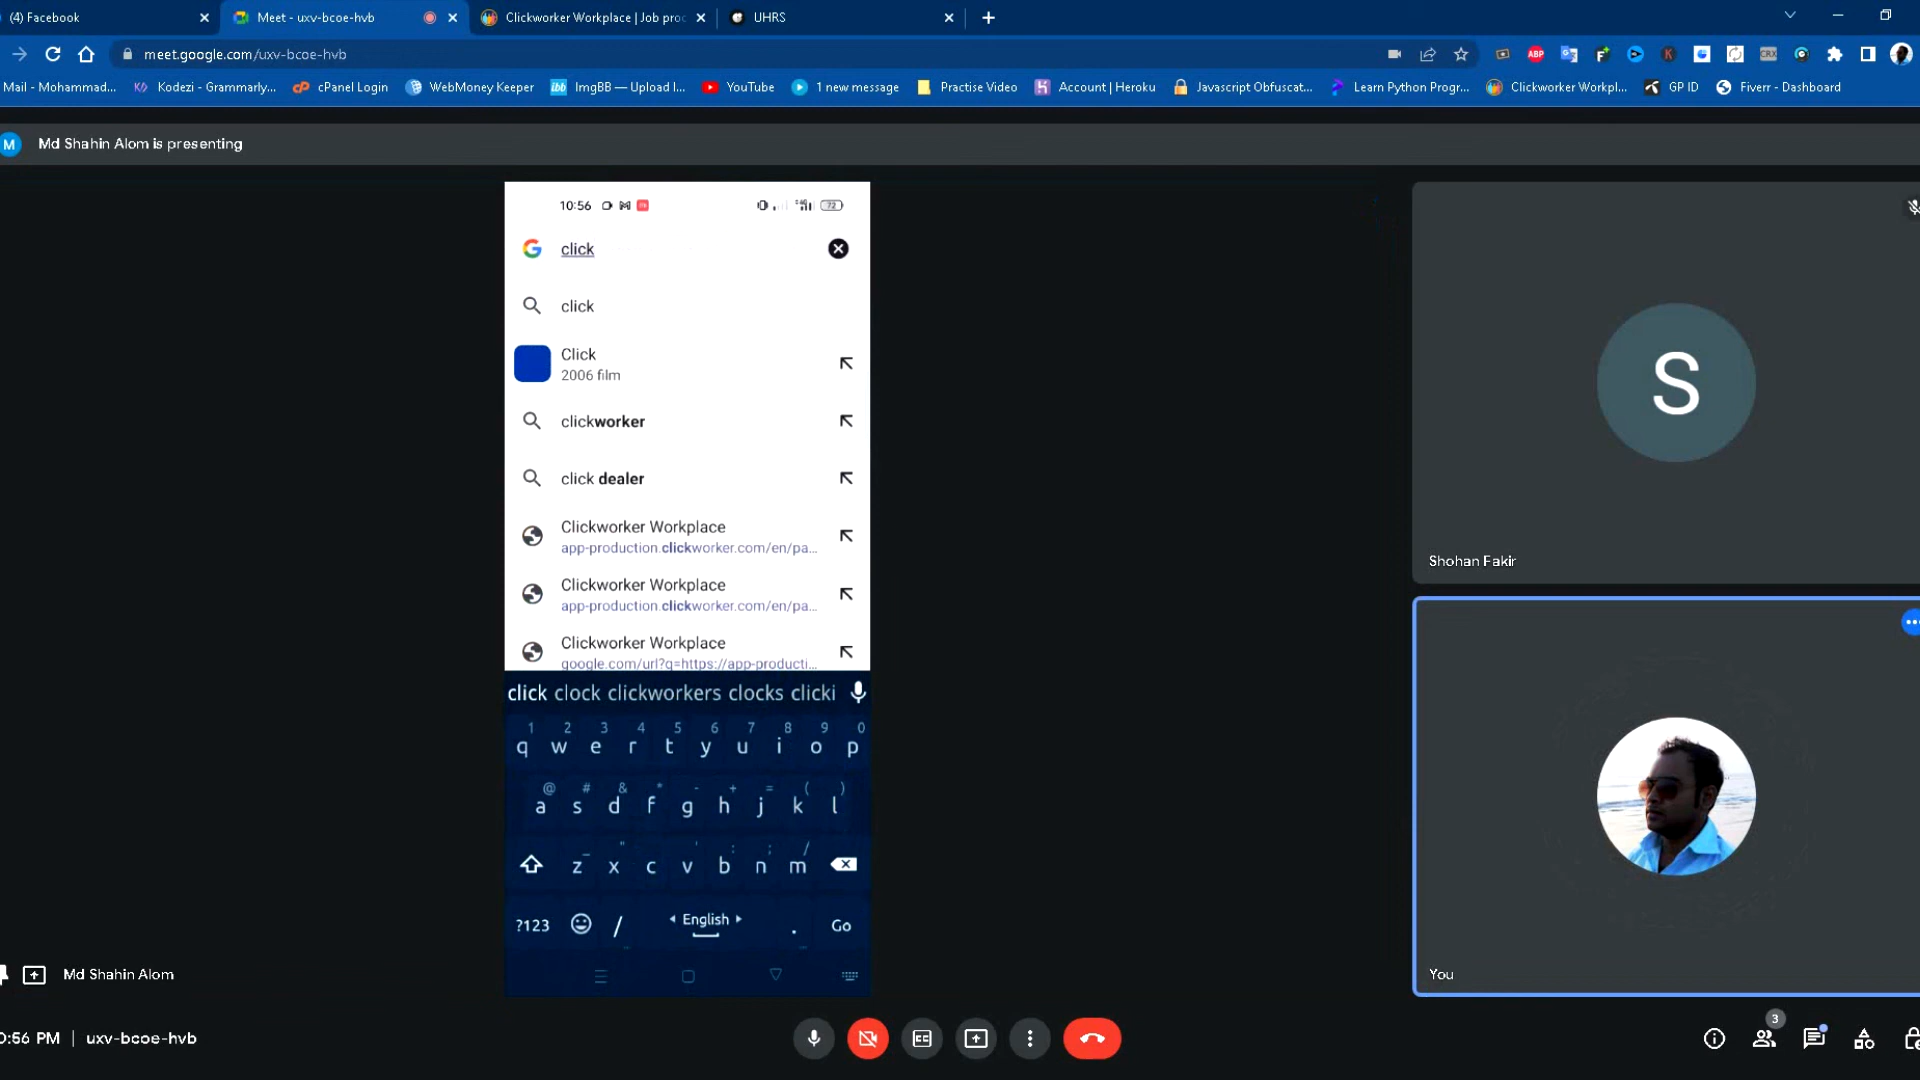 (4) Facebook
Meet - uxv-bcoe-hvb
Clickworker Workplace | Job proc
UHRS
meet.google.com/uxv-bcoe-hvb
ABP
CRX
Mail - Mohammad...
Kodezi - Grammarly...
cPanel Login
WebMoney Keeper
ImgBB — Upload I...
YouTube
1 new message
Practise Video
Account | Heroku
Javascript Obfuscat...
Learn Python Progr...
Clickworker Workpl...
GP ID
Fiverr - Dashboard
M
Md Shahin Alom is presenting
10:56
72
click
click
Click
2006 film
clickworker
click dealer
Clickworker Workplace
app-production.clickworker.com/en/pa...
Clickworker Workplace
app-production.clickworker.com/en/pa...
Clickworker Workplace
google.com/url?q=https://app-producti...
click clock clickworkers clocks clicki
1 2 3 4 5 6 7 8 9 0
q w e r t y u i o p
@ # & * - + = ( )
a s d f g h j k l
_ " ' : ; /
z x c v b n m
?123 / English . Go
S
Shohan Fakir
You
Md Shahin Alom
0:56 PM | uxv-bcoe-hvb
3